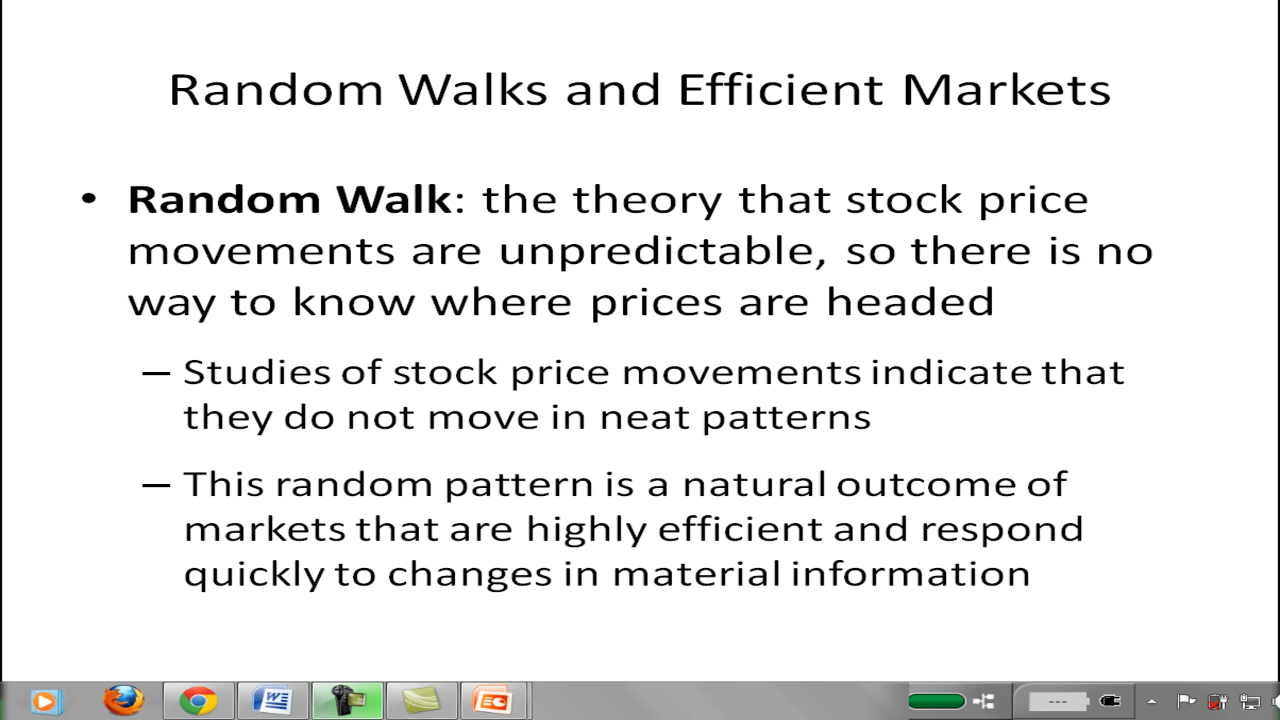 Random Walks and Efficient Markets
• Random Walk: the theory that stock price
movements are unpredictable, so there is no
way to know where prices are headed
– Studies of stock price movements indicate that
they do not move in neat patterns
– This random pattern is a natural outcome of
markets that are highly efficient and respond
quickly to changes in material information